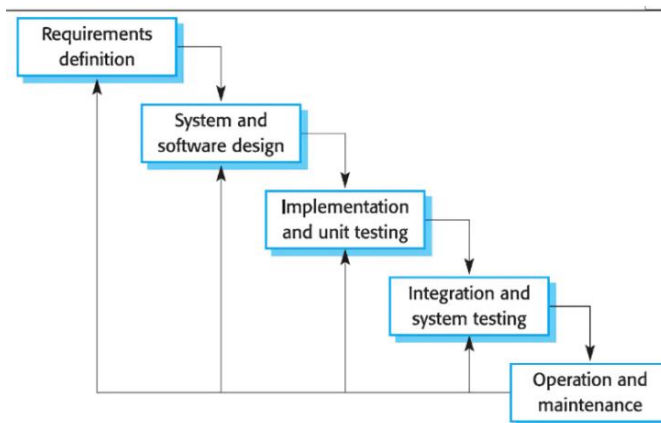 Requirements
definition
System and
software design
Implementation
and unit testing
Integration and
system testing
Operation and
maintenance